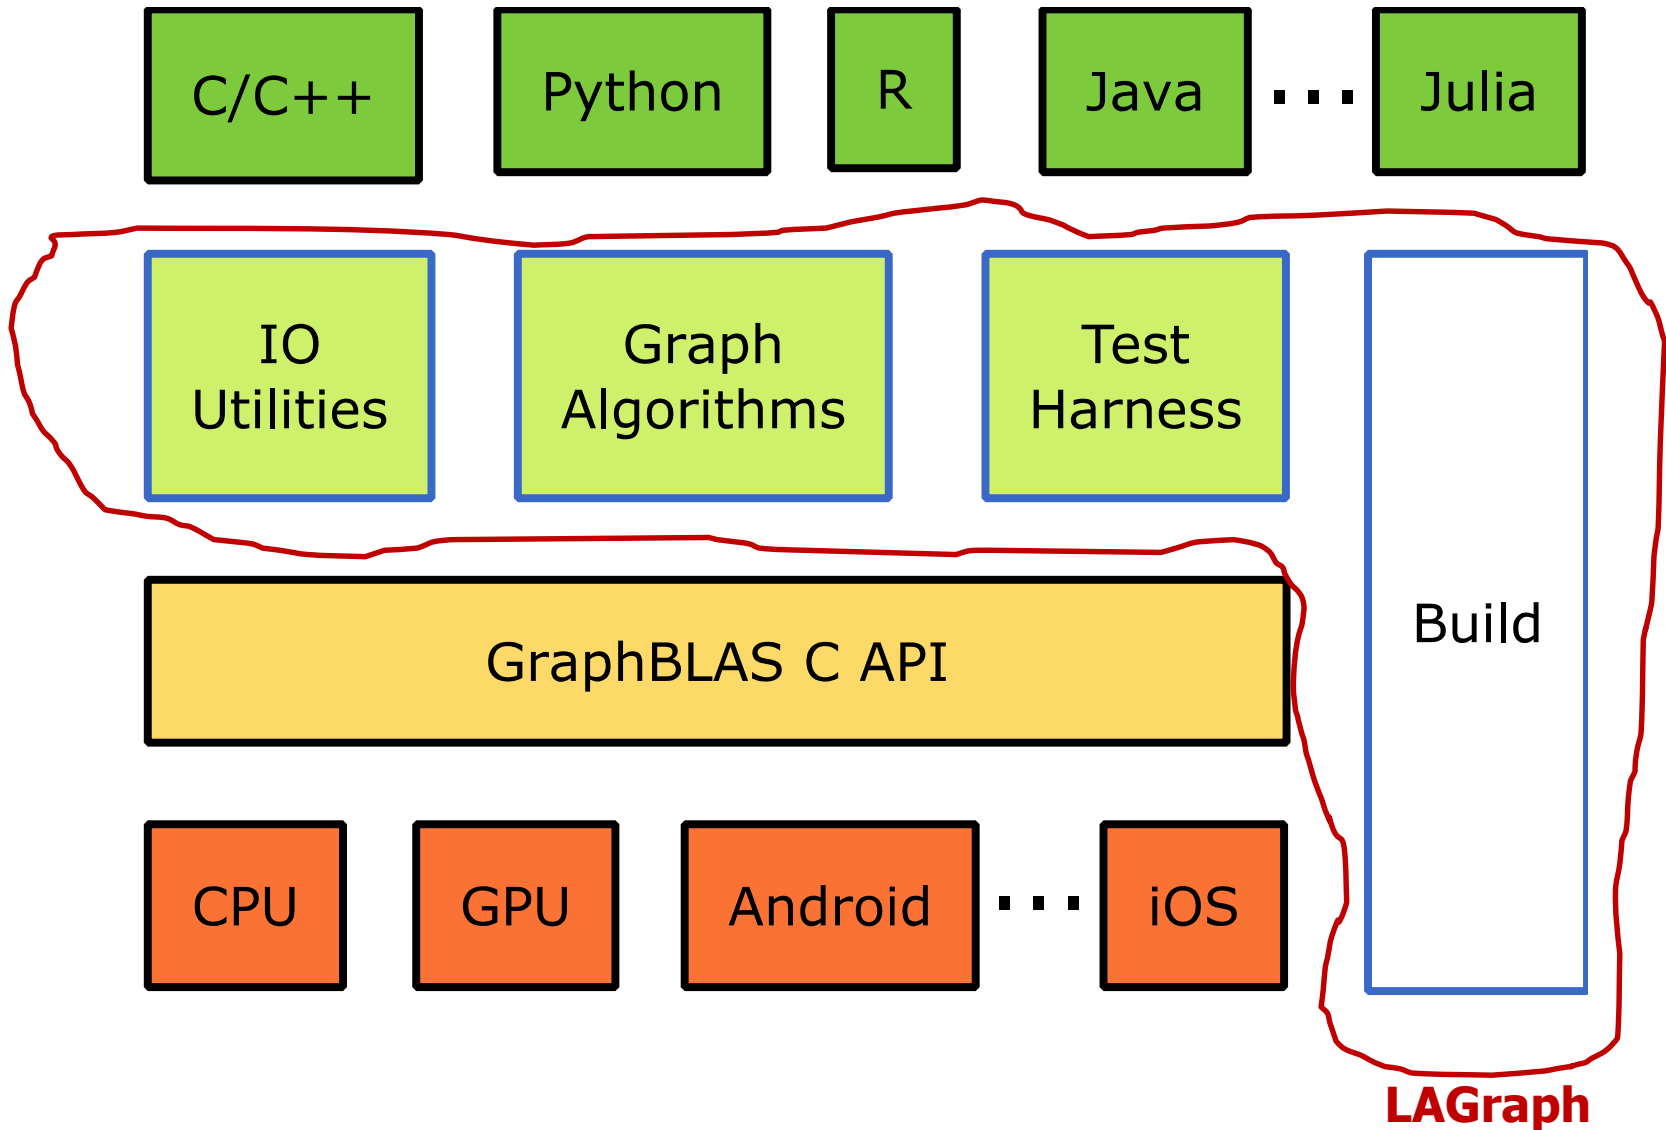 C/C++
Python
R
Java
...
Julia
IO
Utilities
Graph
Algorithms
Test
Harness
Build
GraphBLAS C API
CPU
GPU
Android
...
iOS
LAGraph